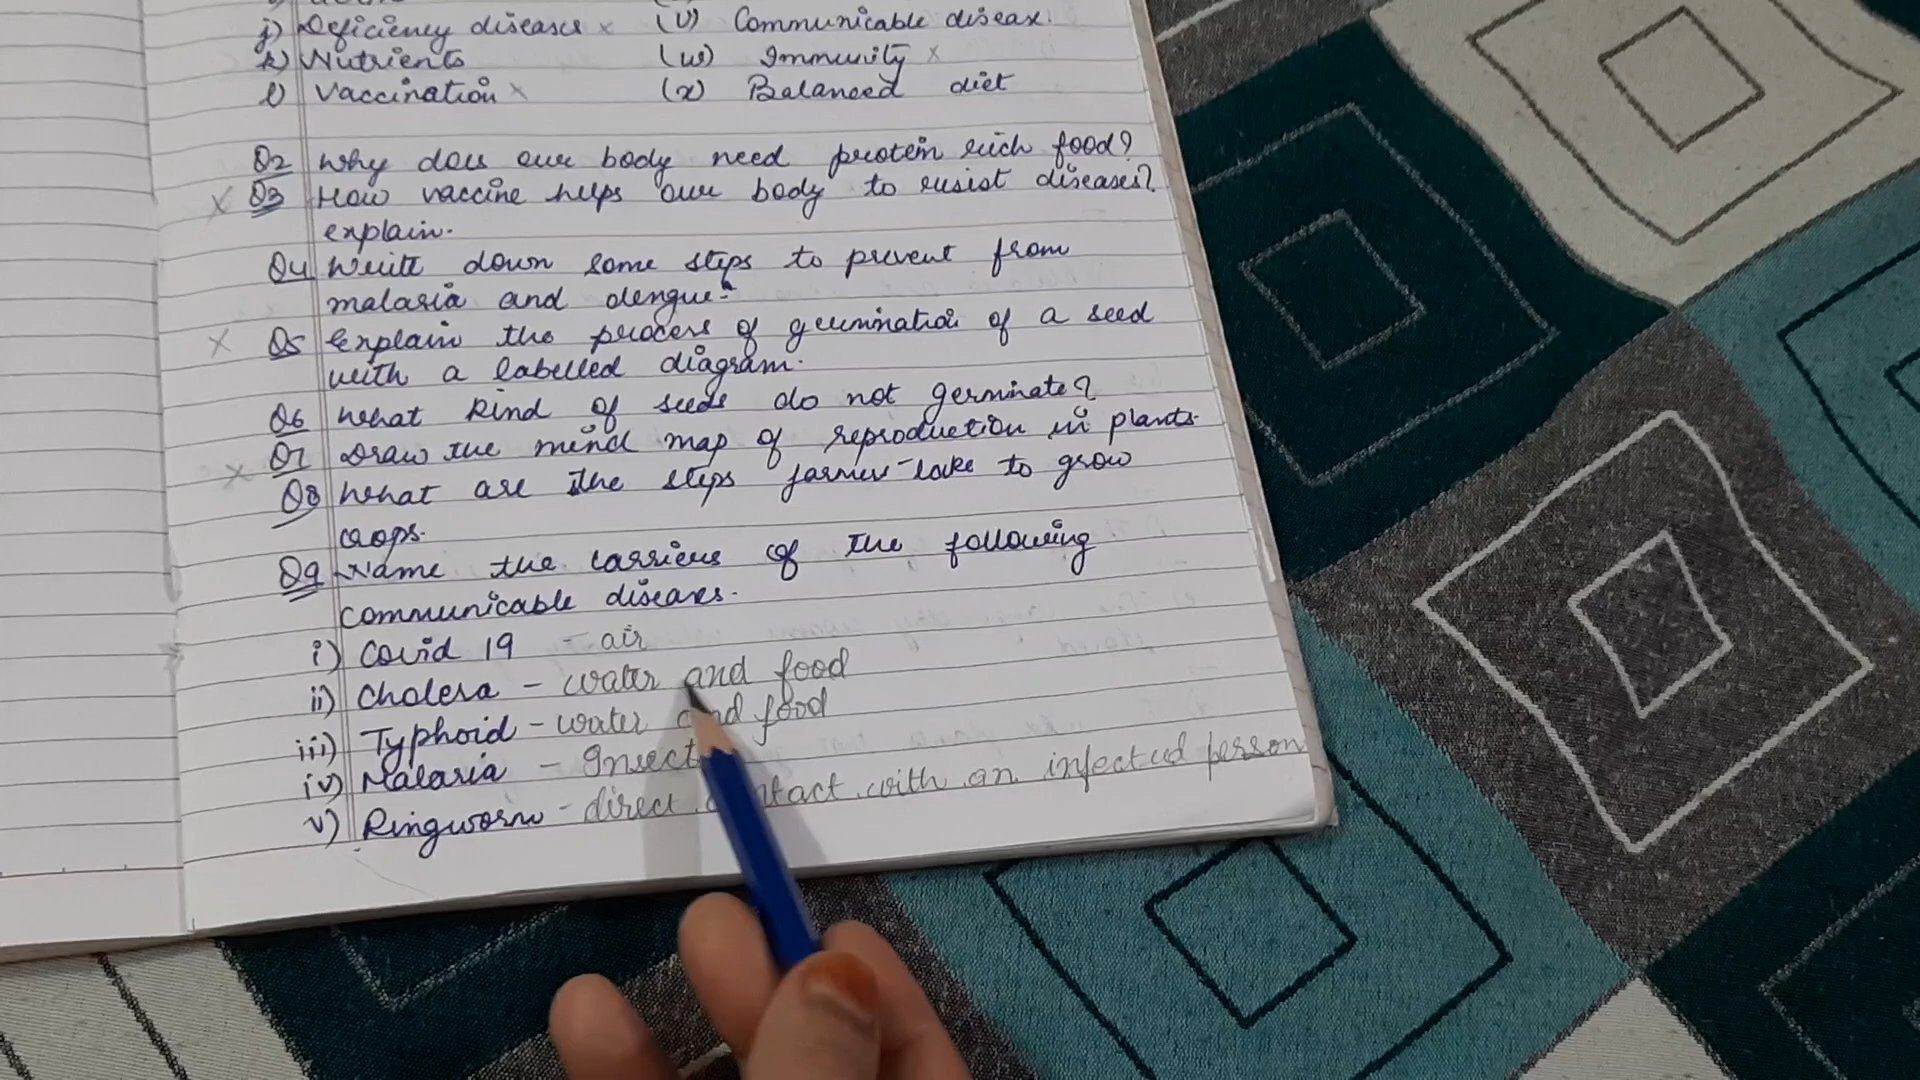 j) Deficiency diseases x (v) Communicable disease.
k) Nutrients (w) Immunity x
l) Vaccination x (x) Balanced diet
Q2 Why does our body need protein rich food?
x Q3 How vaccine helps our body to resist diseases?
explain.
Q4 Write down some steps to prevent from
malaria and dengue.
x Q5 Explain the process of germination of a seed
with a labelled diagram.
Q6 What kind of seeds do not germinate?
x Q7 Draw the mind map of reproduction in plants.
Q8 What are the steps farmer take to grow
crops.
Q9 Name the carriers of the following
communicable diseases.
i) Covid 19 - air
ii) Cholera - water and food
iii) Typhoid - water and food
iv) Malaria - Insect
v) Ringworm - direct contact with an infected person